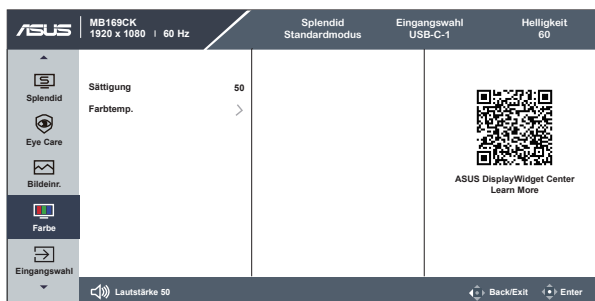 ASUS
MB169CK
1920 x 1080 I 60 Hz
Splendid
Standardmodus
Eingangswahl
USB-C-1
Helligkeit
60
Splendid
Eye Care
Bildeinr.
Farbe
Eingangswahl
Sättigung 50
Farbtemp.
ASUS DisplayWidget Center
Learn More
Lautstärke 50
Back/Exit
Enter